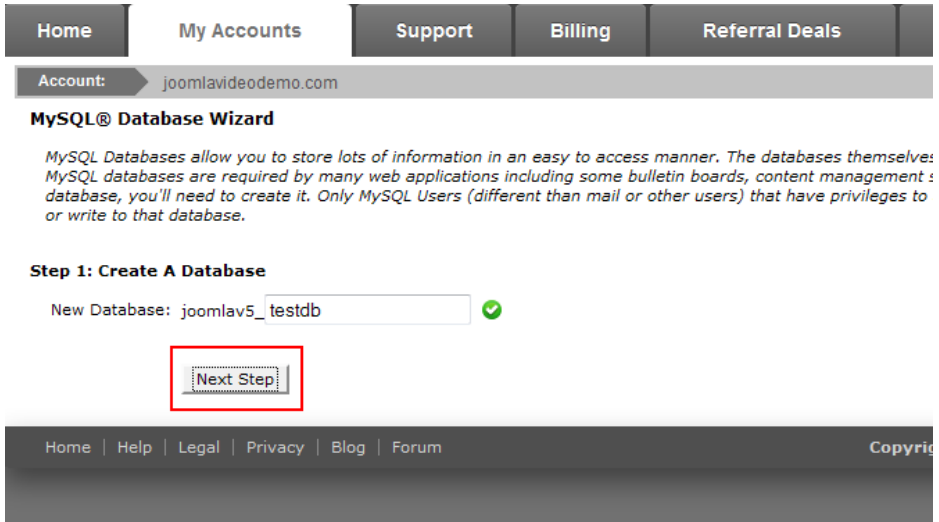 Home My Accounts Support Billing Referral Deals
Account: joomlavideodemo.com
MySQL® Database Wizard
MySQL Databases allow you to store lots of information in an easy to access manner. The databases themselves
MySQL databases are required by many web applications including some bulletin boards, content management s
database, you'll need to create it. Only MySQL Users (different than mail or other users) that have privileges to
or write to that database.
Step 1: Create A Database
New Database: joomlav5_ testdb
Next Step
Home | Help | Legal | Privacy | Blog | Forum Copyrig